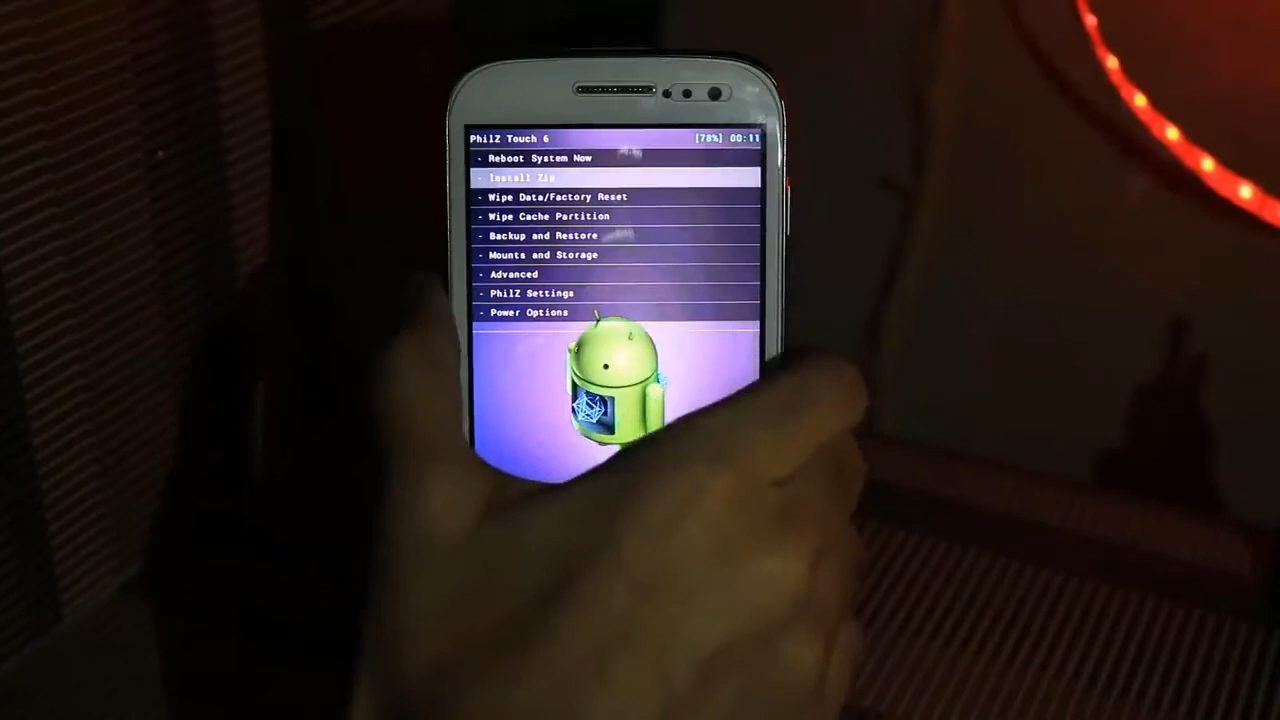 PhilZ Touch 6 [78%] 00:11
- Reboot System Now
- Install Zip
- Wipe Data/Factory Reset
- Wipe Cache Partition
- Backup and Restore
- Mounts and Storage
- Advanced
- PhilZ Settings
- Power Options